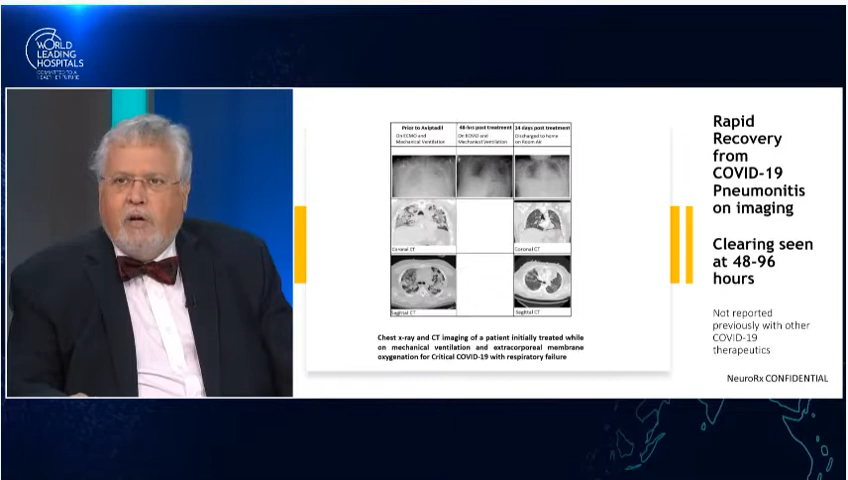 WORLD
LEADING
HOSPITALS
Prior to Aviptadil
On ECMO and
Mechanical Ventilation
48-hrs post treatment
On ECMO and
Mechanical Ventilation
14 days post treatment
Discharged to home
on Room Air
Coronal CT
Coronal CT
Sagittal CT
Sagittal CT
Chest x-ray and CT imaging of a patient initially treated while
on mechanical ventilation and extracorporeal membrane
oxygenation for Critical COVID-19 with respiratory failure
Rapid
Recovery
from
COVID-19
Pneumonitis
on imaging
Clearing seen
at 48-96
hours
Not reported
previously with other
COVID-19
therapeutics
NeuroRx CONFIDENTIAL